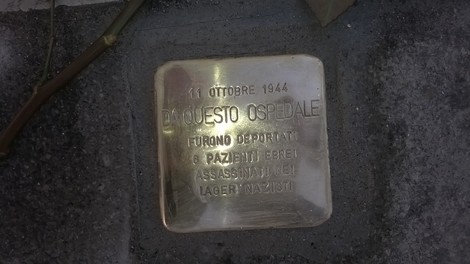 11 OTTOBRE 1944
DA QUESTO OSPEDALE
FURONO DEPORTATI
6 PAZIENTI EBREI
ASSASSINATI NEI
LAGER NAZISTI